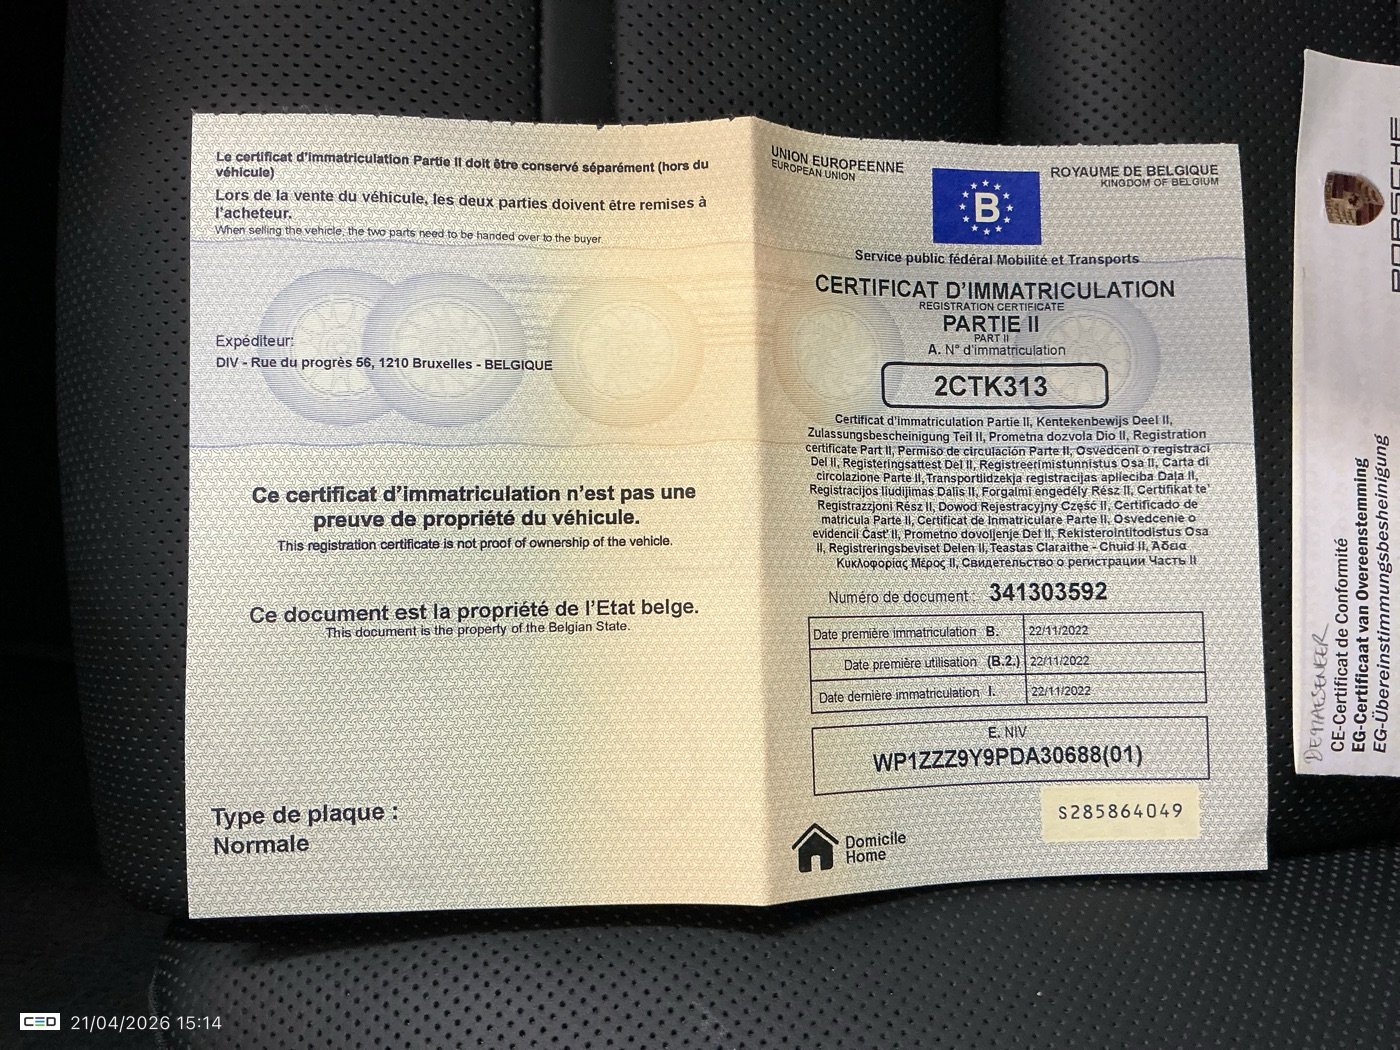 Le certificat d'immatriculation Partie II doit être conservé séparément (hors du
véhicule)
Lors de la vente du véhicule, les deux parties doivent être remises à
l'acheteur.
When selling the vehicle, the two parts need to be handed over to the buyer.
Expéditeur:
DIV - Rue du progrès 56, 1210 Bruxelles - BELGIQUE
Ce certificat d'immatriculation n'est pas une
preuve de propriété du véhicule.
This registration certificate is not proof of ownership of the vehicle.
Ce document est la propriété de l'Etat belge.
This document is the property of the Belgian State.
Type de plaque :
Normale
UNION EUROPEENNE
EUROPEAN UNION
B
ROYAUME DE BELGIQUE
KINGDOM OF BELGIUM
Service public fédéral Mobilité et Transports
CERTIFICAT D'IMMATRICULATION
REGISTRATION CERTIFICATE
PARTIE II
PART II
A. N° d'immatriculation
2CTK313
Certificat d'immatriculation Partie II, Kentekenbewijs Deel II,
Zulassungsbescheinigung Teil II, Prometna dozvola Dio II, Registration
certificate Part II, Permiso de circulación Parte II, Osvedcení o registraci
Del II, Registeringsattest Del II, Registreerimistunnistus Osa II, Carta di
circolazione Parte II, Transportlidzekja registracijas aplieciba Daļa II,
Registracijos liudijimas Dalis II, Forgalmi engedély Rész II, Certifikat te'
Registrazzjoni Rész II, Dowod Rejestracyjny Część II, Certificado de
matricula Parte II, Certificat de Inmatriculare Parte II, Osvedcenie o
evidencii Čast' II, Prometno dovoljenje Del II, Rekisterointitodistus Osa
II, Registreringsbeviset Delen II, Teastas Claraithe - Chuid II, Άδεια
Κυκλοφορίας Μέρος II, Свидетельство о регистрации Часть II
Numéro de document : 341303592
Date première immatriculation B. 22/11/2022
Date première utilisation (B.2.) 22/11/2022
Date dernière immatriculation I. 22/11/2022
E. NIV
WP1ZZZ9Y9PDA30688(01)
S285864049
Domicile
Home
PORSCHE
CE-Certificat de Conformité
EG-Certificaat van Overeenstemming
EG-Übereinstimmungsbesheinigung
CED 21/04/2026 15:14